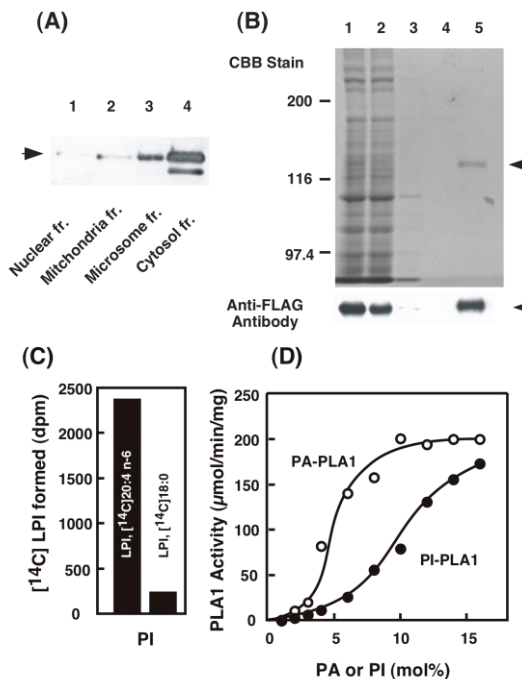 (A)
1 2 3 4
Nuclear fr.
Mitchondria fr.
Microsome fr.
Cytosol fr.
(B)
1 2 3 4 5
CBB Stain
200
116
97.4
Anti-FLAG
Antibody
(C)
[¹⁴C] LPI formed (dpm)
2500
2000
1500
1000
500
0
LPI, [¹⁴C]20:4 n-6
LPI, [¹⁴C]18:0
PI
(D)
PLA1 Activity (µmol/min/mg)
250
200
150
100
50
0
PA-PLA1
PI-PLA1
0 5 10 15
PA or PI (mol%)